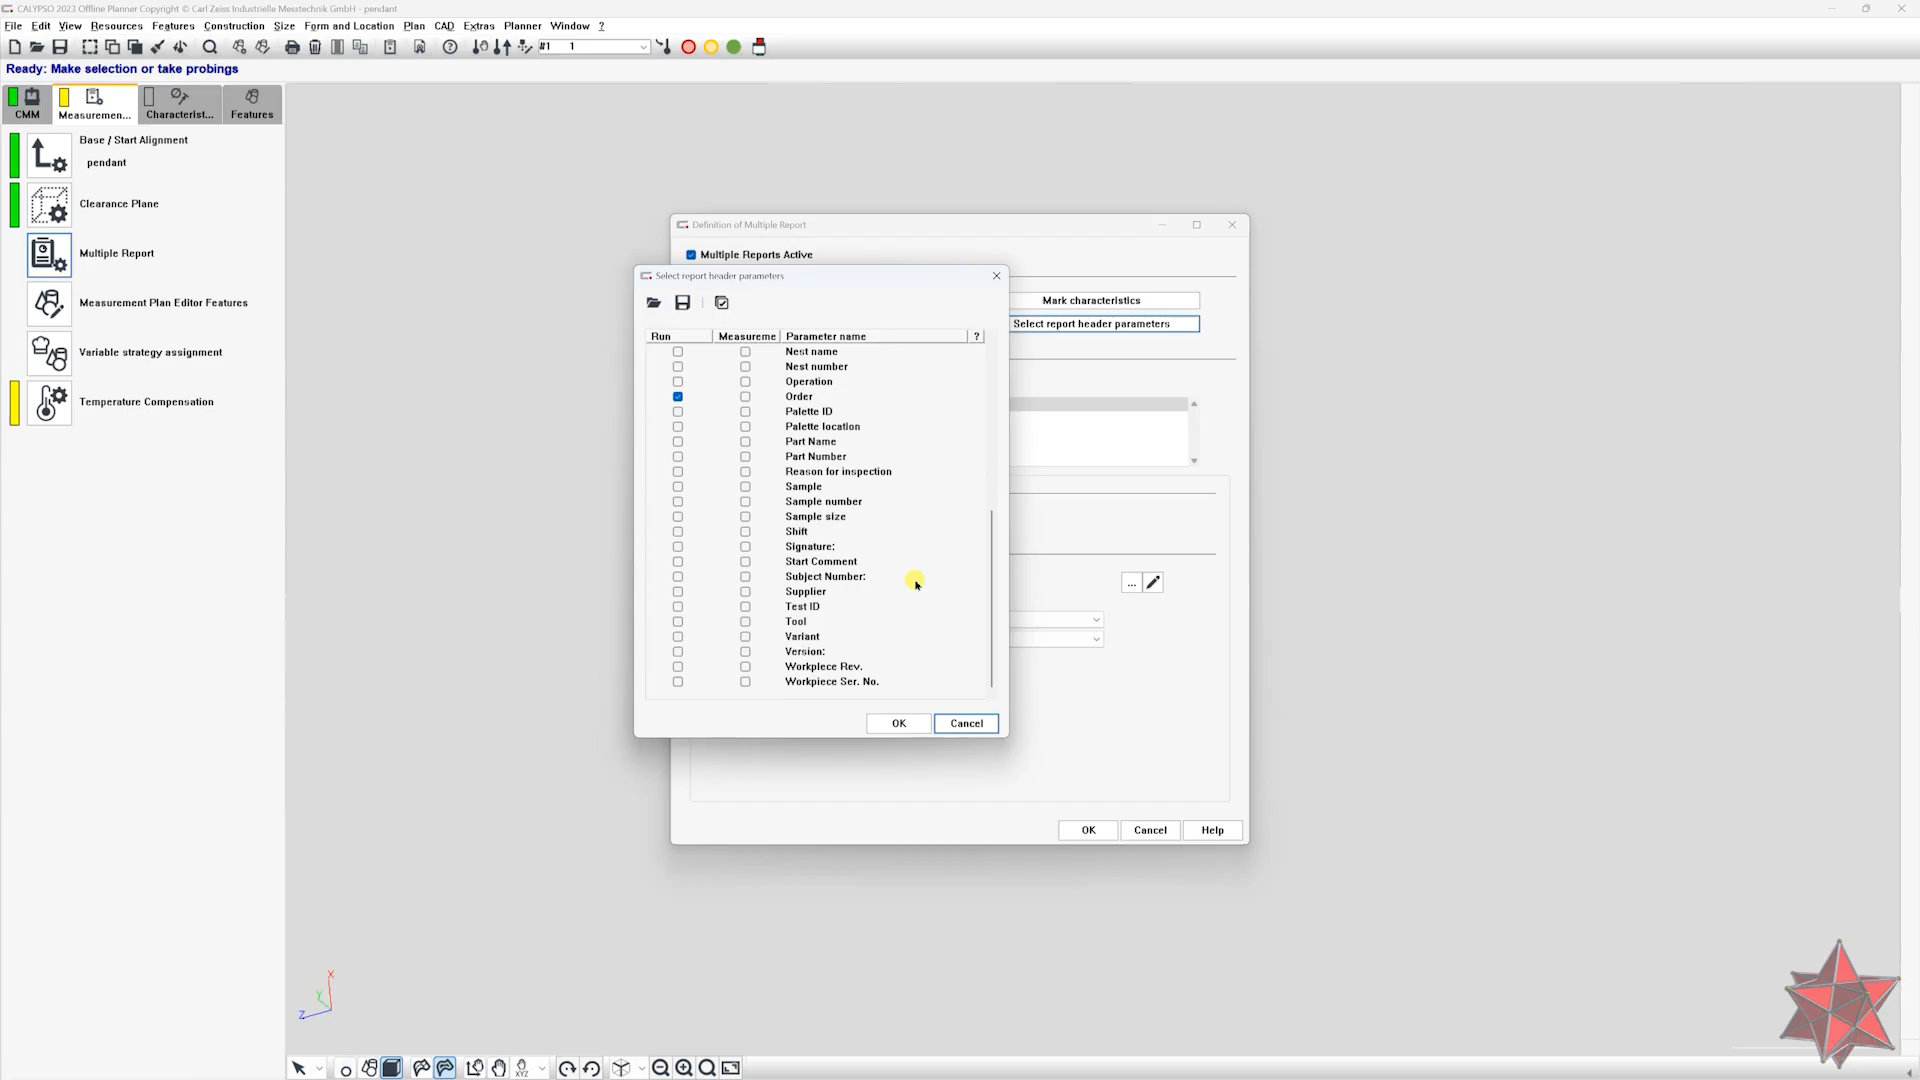 CALYPSO 2023 Offline Planner Copyright © Carl Zeiss Industrielle Messtechnik GmbH - pendant
File Edit View Resources Features Construction Size Form and Location Plan CAD Extras Planner Window ?
#1 1
Ready: Make selection or take probings
CMM Measuremen... Characterist... Features
Base / Start Alignment
pendant
Clearance Plane
Multiple Report
Measurement Plan Editor Features
Variable strategy assignment
Temperature Compensation
Definition of Multiple Report
Multiple Reports Active
Mark characteristics
Select report header parameters
...
OK Cancel Help
Select report header parameters
Run Measureme Parameter name ?
Nest name
Nest number
Operation
Order
Palette ID
Palette location
Part Name
Part Number
Reason for inspection
Sample
Sample number
Sample size
Shift
Signature:
Start Comment
Subject Number:
Supplier
Test ID
Tool
Variant
Version:
Workpiece Rev.
Workpiece Ser. No.
OK Cancel
X
Y
Z
XYZ